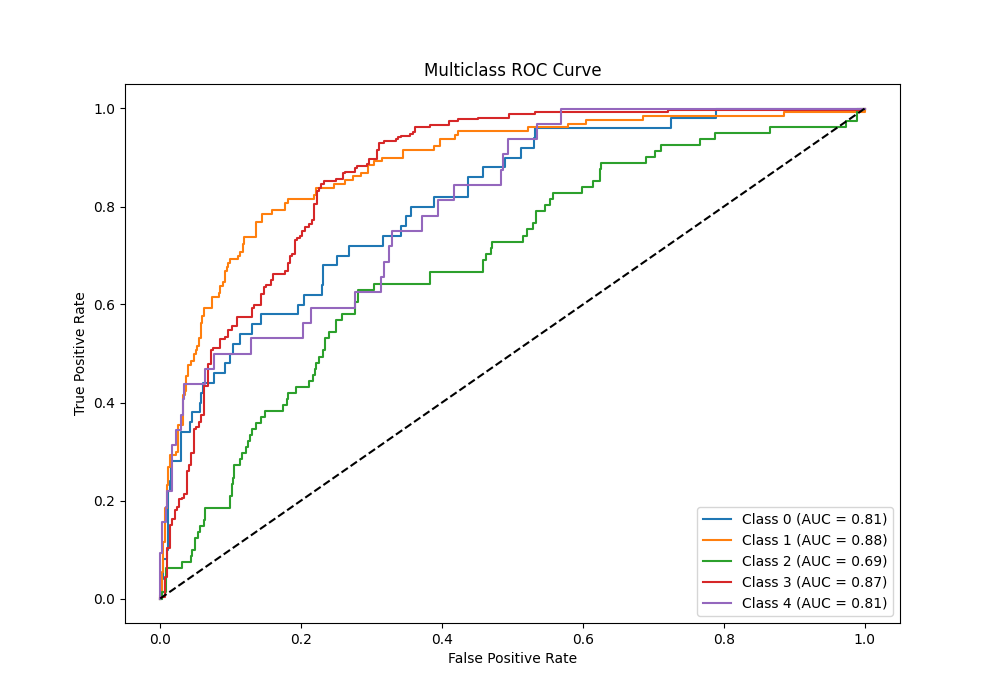 Multiclass ROC Curve
True Positive Rate
1.0
0.8
0.6
0.4
0.2
0.0
0.0 0.2 0.4 0.6 0.8 1.0
False Positive Rate
Class 0 (AUC = 0.81)
Class 1 (AUC = 0.88)
Class 2 (AUC = 0.69)
Class 3 (AUC = 0.87)
Class 4 (AUC = 0.81)